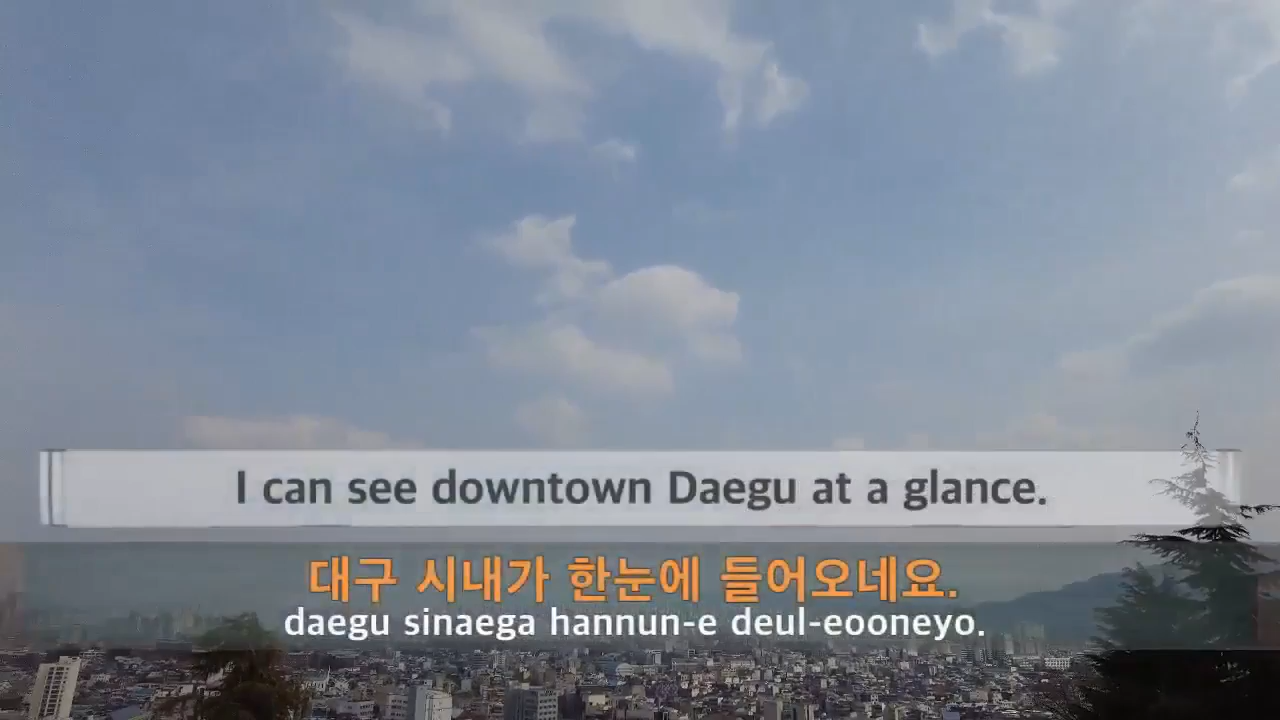 I can see downtown Daegu at a glance.
대구 시내가 한눈에 들어오네요.
daegu sinaega hannun-e deul-eooneyo.